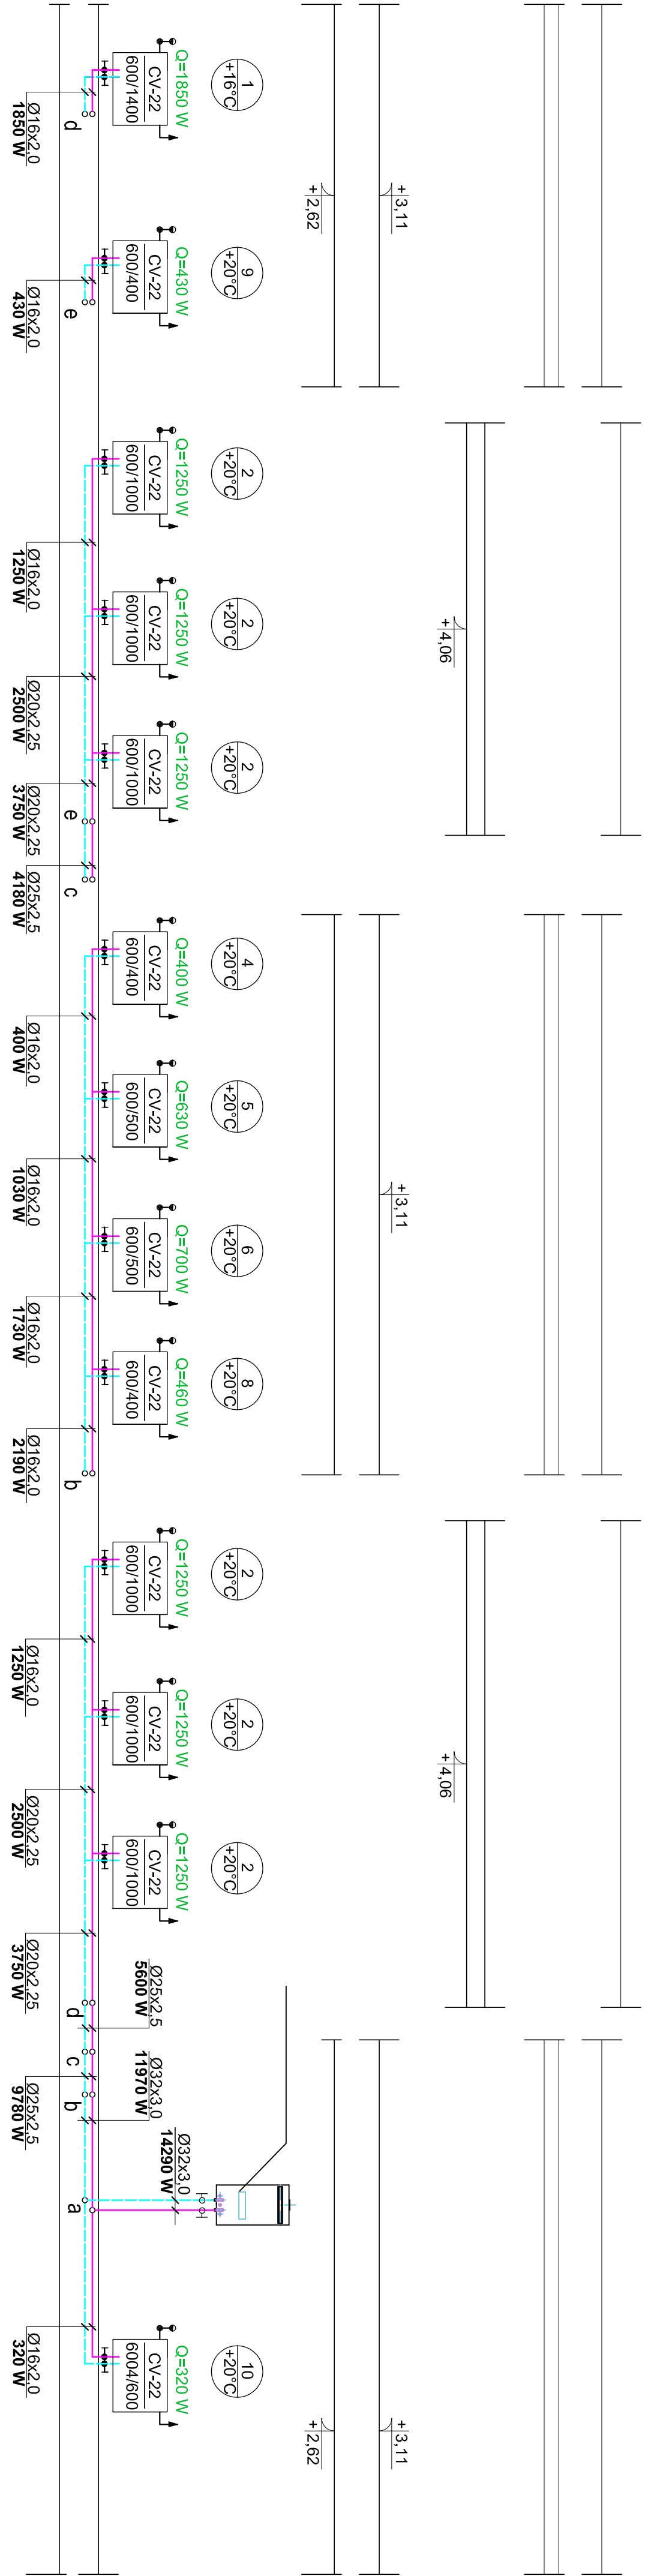 1
+16°C
Q=1850 W
CV-22
600/1400
d
Ø16x2,0
1850 W
9
+20°C
Q=430 W
CV-22
600/400
e
Ø16x2,0
430 W
+3,11
+2,62
2
+20°C
Q=1250 W
CV-22
600/1000
Ø16x2,0
1250 W
2
+20°C
Q=1250 W
CV-22
600/1000
Ø20x2,25
2500 W
2
+20°C
Q=1250 W
CV-22
600/1000
Ø20x2,25
3750 W
e
Ø25x2,5
4180 W
c
+4,06
4
+20°C
Q=400 W
CV-22
600/400
Ø16x2,0
400 W
5
+20°C
Q=630 W
CV-22
600/500
Ø16x2,0
1030 W
6
+20°C
Q=700 W
CV-22
600/500
Ø16x2,0
1730 W
8
+20°C
Q=460 W
CV-22
600/400
Ø16x2,0
2190 W
b
+3,11
2
+20°C
Q=1250 W
CV-22
600/1000
Ø16x2,0
1250 W
2
+20°C
Q=1250 W
CV-22
600/1000
Ø20x2,25
2500 W
2
+20°C
Q=1250 W
CV-22
600/1000
Ø20x2,25
3750 W
+4,06
d
Ø25x2,5
5600 W
c
Ø25x2,5
9780 W
b
Ø32x3,0
11970 W
Ø32x3,0
14290 W
a
10
+20°C
Q=320 W
CV-22
6004/600
Ø16x2,0
320 W
+3,11
+2,62